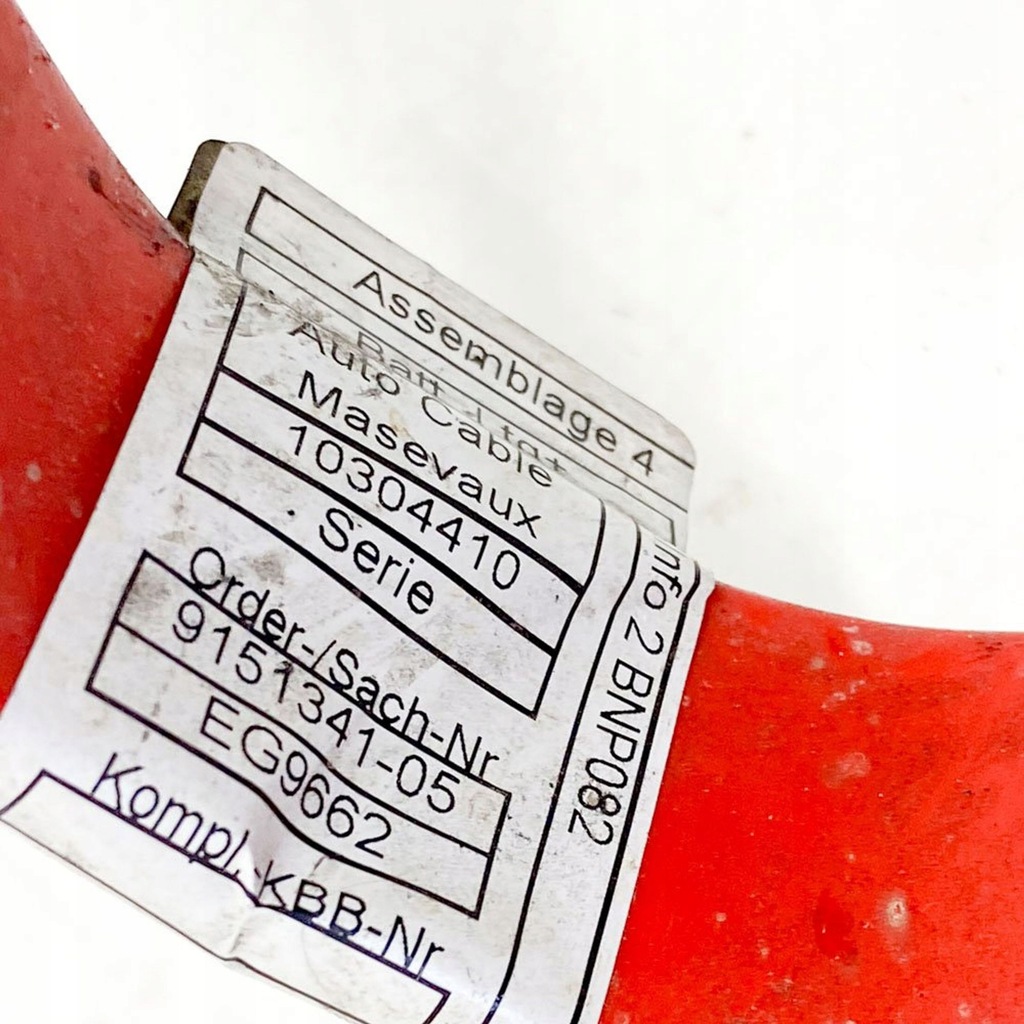 Assemblage 4
Batt
Auto Cable
Masevaux
10304410
Serie
Order-/Sach-Nr
9151341-05
EG9662
Kompl.-KBB-Nr
nfo 2 BNP082